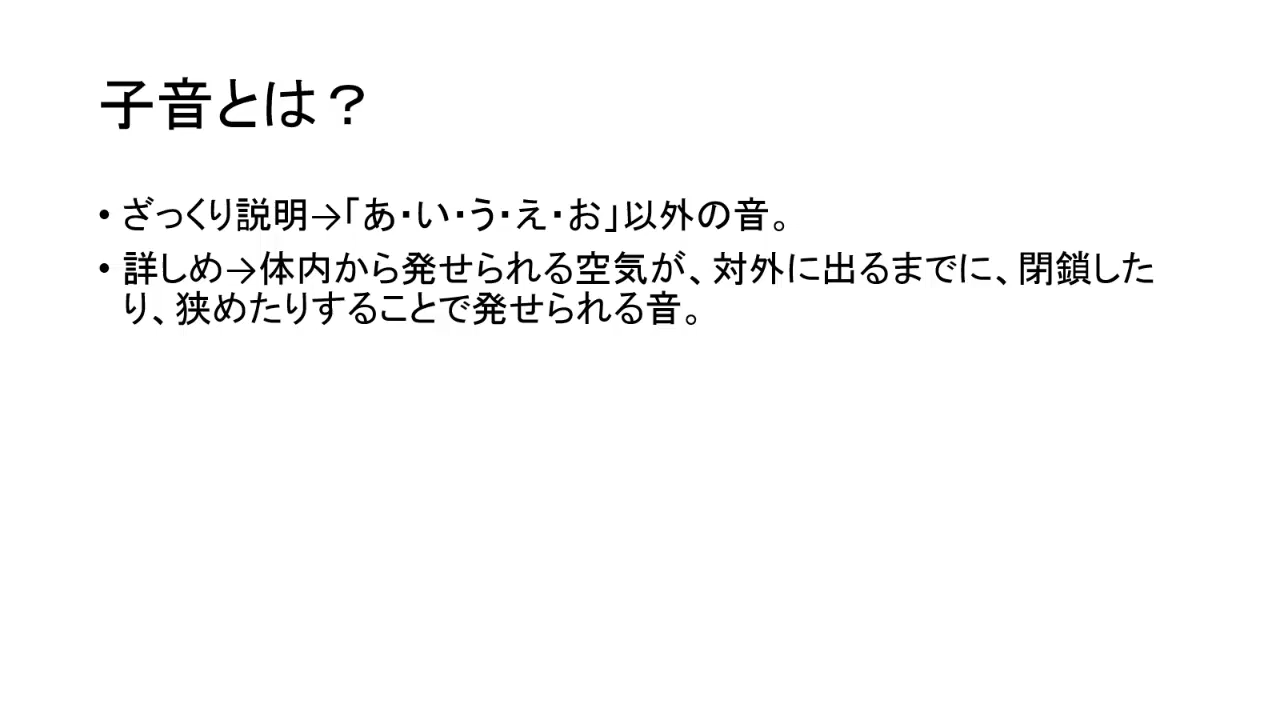 子音とは？
• ざっくり説明→「あ・い・う・え・お」以外の音。
• 詳しめ→体内から発せられる空気が、対外に出るまでに、閉鎖した
り、狭めたりすることで発せられる音。